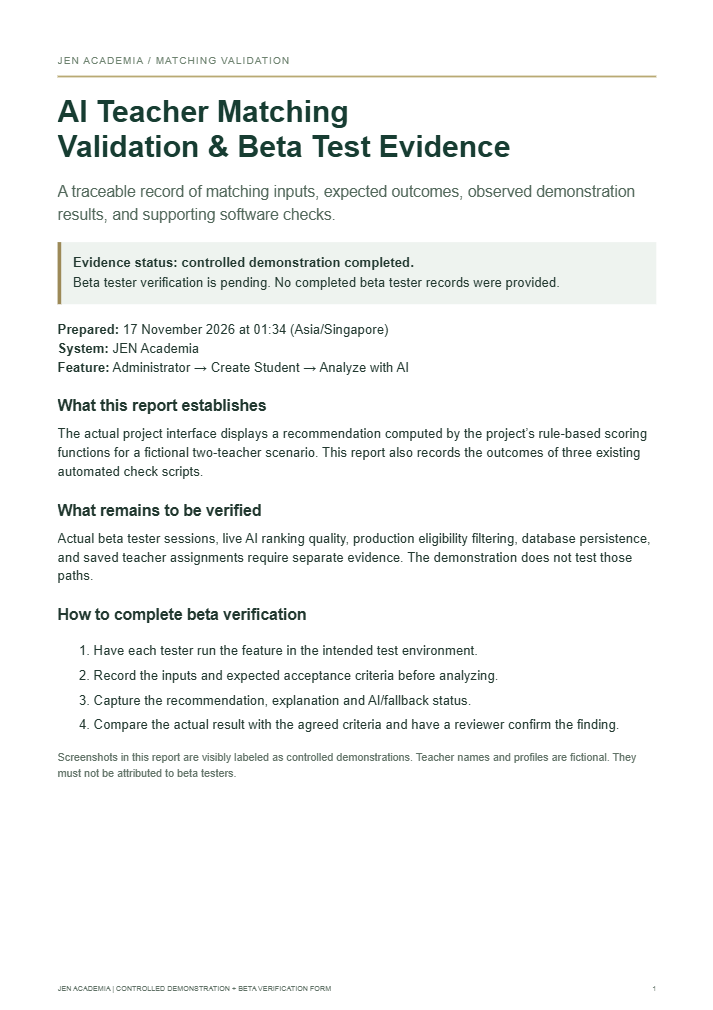 JEN ACADEMIA / MATCHING VALIDATION
AI Teacher Matching
Validation & Beta Test Evidence
A traceable record of matching inputs, expected outcomes, observed demonstration
results, and supporting software checks.
Evidence status: controlled demonstration completed.
Beta tester verification is pending. No completed beta tester records were provided.
Prepared: 17 November 2026 at 01:34 (Asia/Singapore)
System: JEN Academia
Feature: Administrator → Create Student → Analyze with AI
What this report establishes
The actual project interface displays a recommendation computed by the project's rule-based scoring
functions for a fictional two-teacher scenario. This report also records the outcomes of three existing
automated check scripts.
What remains to be verified
Actual beta tester sessions, live AI ranking quality, production eligibility filtering, database persistence,
and saved teacher assignments require separate evidence. The demonstration does not test those
paths.
How to complete beta verification
1. Have each tester run the feature in the intended test environment.
2. Record the inputs and expected acceptance criteria before analyzing.
3. Capture the recommendation, explanation and AI/fallback status.
4. Compare the actual result with the agreed criteria and have a reviewer confirm the finding.
Screenshots in this report are visibly labeled as controlled demonstrations. Teacher names and profiles are fictional. They
must not be attributed to beta testers.
JEN ACADEMIA | CONTROLLED DEMONSTRATION + BETA VERIFICATION FORM
1